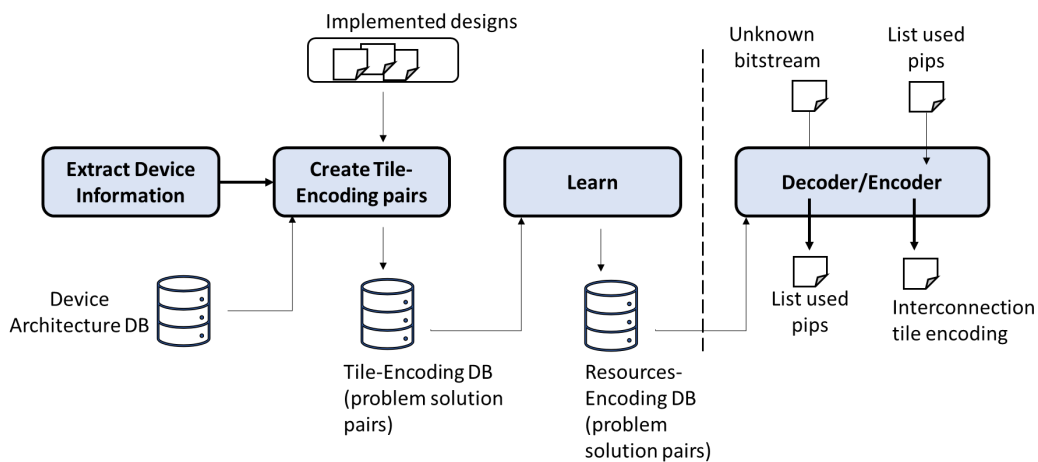 Implemented designs
Unknown
bitstream
List used
pips
Extract Device
Information
Create Tile-
Encoding pairs
Learn
Decoder/Encoder
Device
Architecture DB
List used
pips
Interconnection
tile encoding
Tile-Encoding DB
(problem solution
pairs)
Resources-
Encoding DB
(problem
solution pairs)